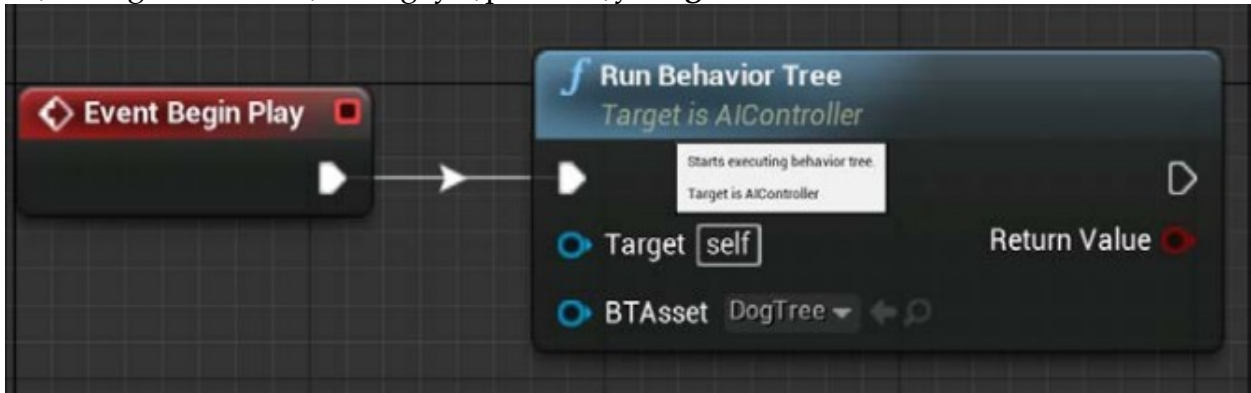 Event Begin Play
f Run Behavior Tree
Target is AIController
Starts executing behavior tree.
Target is AIController
Target self
Return Value
BTAsset DogTree